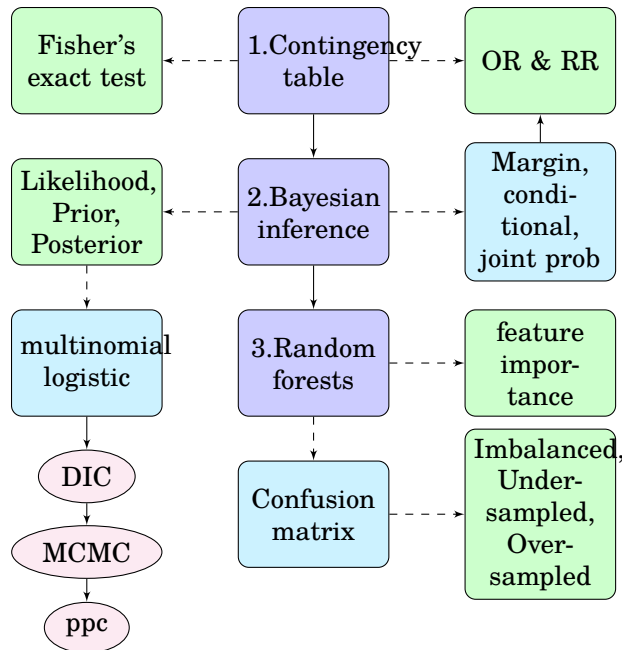 Fisher's
exact test
1.Contingency
table
OR & RR
Likelihood,
Prior,
Posterior
2.Bayesian
inference
Margin,
condi-
tional,
joint prob
multinomial
logistic
3.Random
forests
feature
impor-
tance
DIC
MCMC
ppc
Confusion
matrix
Imbalanced,
Under-
sampled,
Over-
sampled